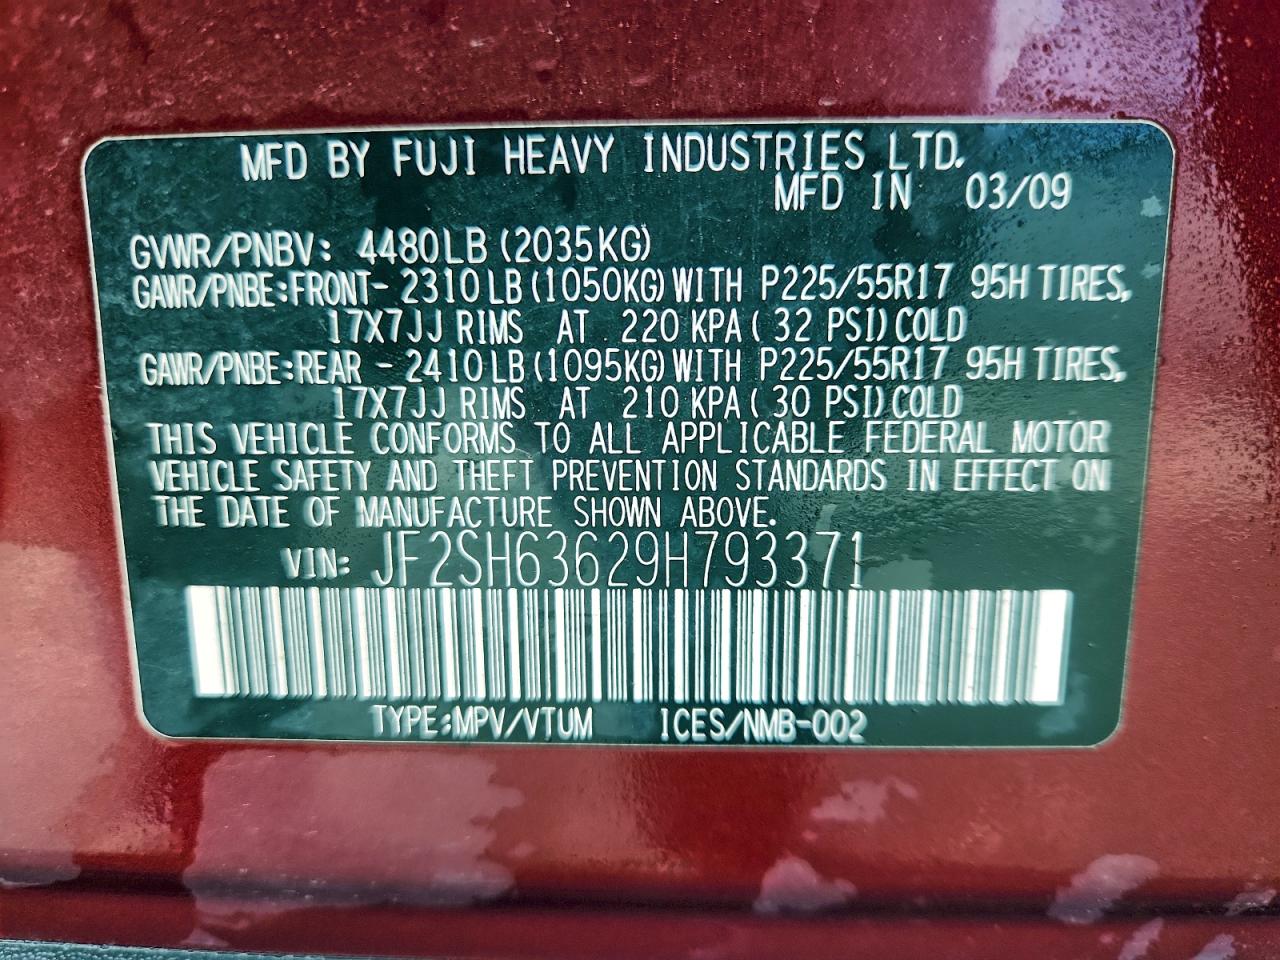 MFD BY FUJI HEAVY INDUSTRIES LTD.
MFD IN 03/09
GVWR/PNBV: 4480LB (2035KG)
GAWR/PNBE:FRONT- 2310LB(1050KG)WITH P225/55R17 95H TIRES,
17X7JJ RIMS AT 220 KPA( 32 PSI)COLD
GAWR/PNBE:REAR - 2410LB(1095KG)WITH P225/55R17 95H TIRES,
17X7JJ RIMS AT 210 KPA( 30 PSI)COLD
THIS VEHICLE CONFORMS TO ALL APPLICABLE FEDERAL MOTOR
VEHICLE SAFETY AND THEFT PREVENTION STANDARDS IN EFFECT ON
THE DATE OF MANUFACTURE SHOWN ABOVE.
VIN: JF2SH63629H793371
TYPE:MPV/VTUM ICES/NMB-002